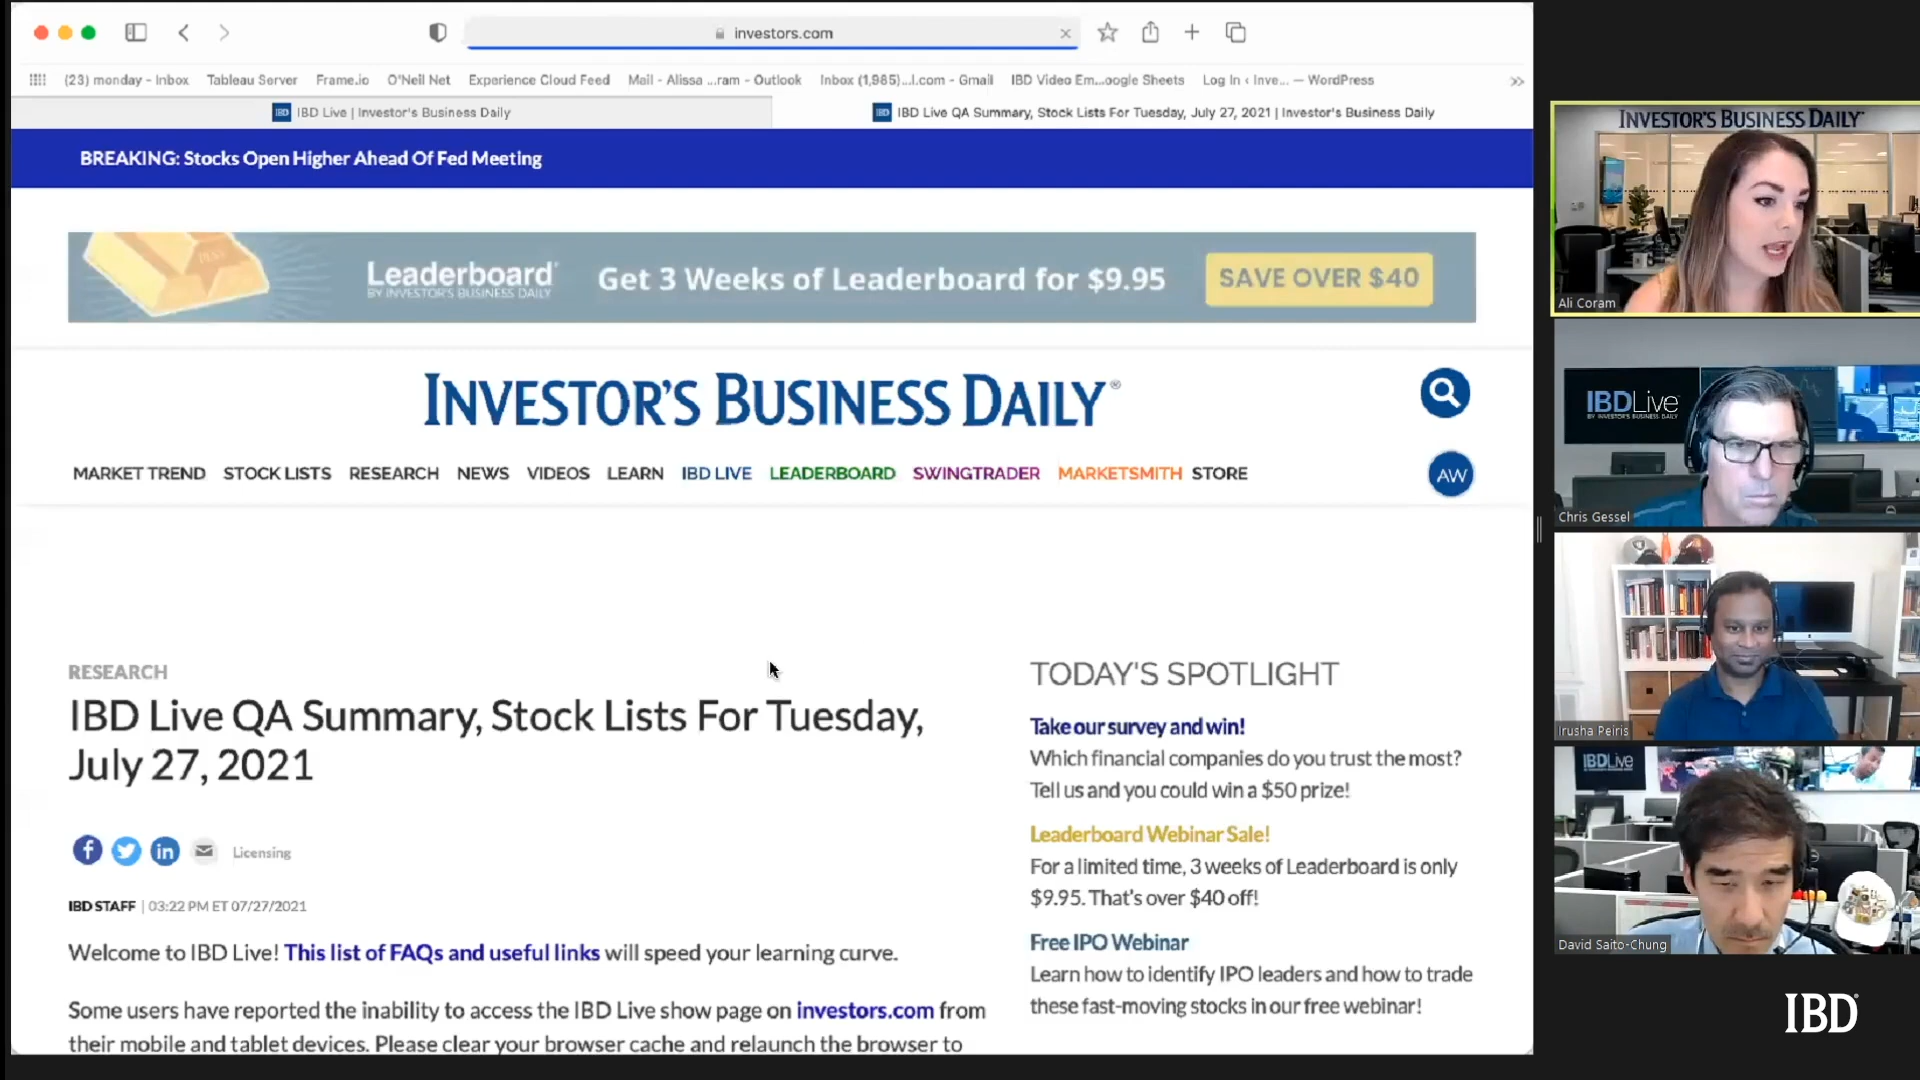 investors.com
(23) monday - Inbox Tableau Server Frame.io O'Neil Net Experience Cloud Feed Mail - Alissa ...ram - Outlook Inbox (1,985)...l.com - Gmail IBD Video Em...oogle Sheets Log In ‹ Inve... — WordPress
IBD IBD Live | Investor's Business Daily
IBD IBD Live QA Summary, Stock Lists For Tuesday, July 27, 2021 | Investor's Business Daily
BREAKING: Stocks Open Higher Ahead Of Fed Meeting
Leaderboard
BY INVESTOR'S BUSINESS DAILY
Get 3 Weeks of Leaderboard for $9.95
SAVE OVER $40
INVESTOR'S BUSINESS DAILY®
MARKET TREND STOCK LISTS RESEARCH NEWS VIDEOS LEARN IBD LIVE LEADERBOARD SWINGTRADER MARKETSMITH STORE
AW
RESEARCH
IBD Live QA Summary, Stock Lists For Tuesday,
July 27, 2021
Licensing
IBD STAFF | 03:22 PM ET 07/27/2021
Welcome to IBD Live! This list of FAQs and useful links will speed your learning curve.
Some users have reported the inability to access the IBD Live show page on investors.com from
their mobile and tablet devices. Please clear your browser cache and relaunch the browser to
TODAY'S SPOTLIGHT
Take our survey and win!
Which financial companies do you trust the most?
Tell us and you could win a $50 prize!
Leaderboard Webinar Sale!
For a limited time, 3 weeks of Leaderboard is only
$9.95. That's over $40 off!
Free IPO Webinar
Learn how to identify IPO leaders and how to trade
these fast-moving stocks in our free webinar!
INVESTOR'S BUSINESS DAILY
Ali Coram
IBDLive
BY INVESTOR'S BUSINESS DAILY
Chris Gessel
Irusha Peiris
IBDLive
David Saito-Chung
IBD